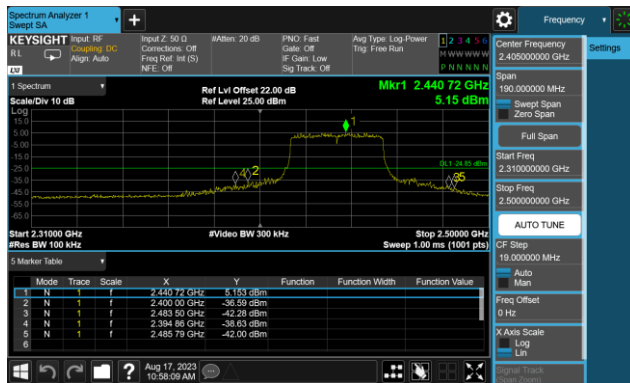 Spectrum Analyzer 1
Swept SA
Frequency
KEYSIGHT
RL
Input: RF
Coupling: DC
Align: Auto
Input Z: 50 Ω
Corrections: Off
Freq Ref: Int (S)
NFE: Off
#Atten: 20 dB
PNO: Fast
Gate: Off
IF Gain: Low
Sig Track: Off
Avg Type: Log-Power
Trig: Free Run
1 2 3 4 5 6
M W W W W W
P N N N N N
1 Spectrum
Scale/Div 10 dB
Ref Lvl Offset 22.00 dB
Ref Level 25.00 dBm
Mkr1 2.440 72 GHz
5.15 dBm
Log
15.0
5.00
-5.00
-15.0
-25.0
-35.0
-45.0
-55.0
-65.0
1
DL1 -24.85 dBm
4 2
3 5
Start 2.31000 GHz
#Res BW 100 kHz
#Video BW 300 kHz
Stop 2.50000 GHz
Sweep 1.00 ms (1001 pts)
5 Marker Table
Mode Trace Scale X Y Function Function Width Function Value
1 N 1 f 2.440 72 GHz 5.153 dBm
2 N 1 f 2.400 00 GHz -36.59 dBm
3 N 1 f 2.483 50 GHz -42.28 dBm
4 N 1 f 2.394 86 GHz -38.63 dBm
5 N 1 f 2.485 79 GHz -42.00 dBm
6
Aug 17, 2023
10:58:09 AM
Center Frequency
2.405000000 GHz
Settings
Span
190.000000 MHz
Swept Span
Zero Span
Full Span
Start Freq
2.310000000 GHz
Stop Freq
2.500000000 GHz
AUTO TUNE
CF Step
19.000000 MHz
Auto
Man
Freq Offset
0 Hz
X Axis Scale
Log
Lin
Signal Track
(Span Zoom)